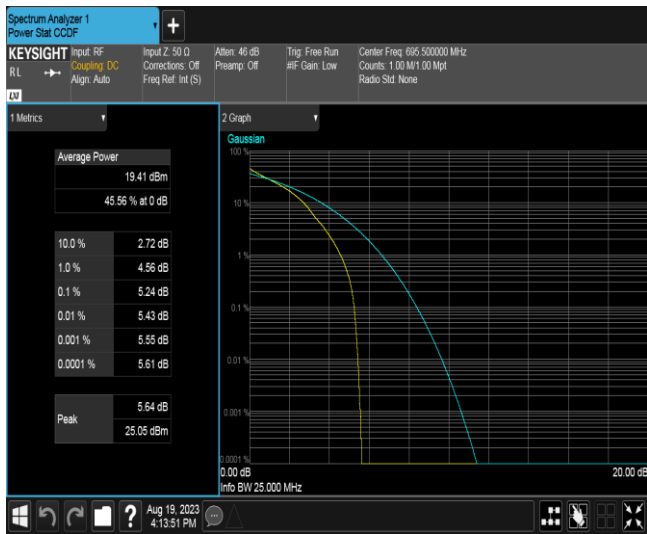 Spectrum Analyzer 1
Power Stat CCDF
+
KEYSIGHT
RL
LXI
Input: RF
Coupling: DC
Align: Auto
Input Z: 50 Ω
Corrections: Off
Freq Ref: Int (S)
Atten: 46 dB
Preamp: Off
Trig: Free Run
#IF Gain: Low
Center Freq: 695.500000 MHz
Counts: 1.00 M/1.00 Mpt
Radio Std: None
1 Metrics
Average Power
19.41 dBm
45.56 % at 0 dB
10.0 % 2.72 dB
1.0 % 4.56 dB
0.1 % 5.24 dB
0.01 % 5.43 dB
0.001 % 5.55 dB
0.0001 % 5.61 dB
Peak
5.64 dB
25.05 dBm
2 Graph
Gaussian
100 %
10 %
1 %
0.1 %
0.01 %
0.001 %
0.0001 %
0.00 dB 20.00 dB
Info BW 25.000 MHz
?
Aug 19, 2023
4:13:51 PM